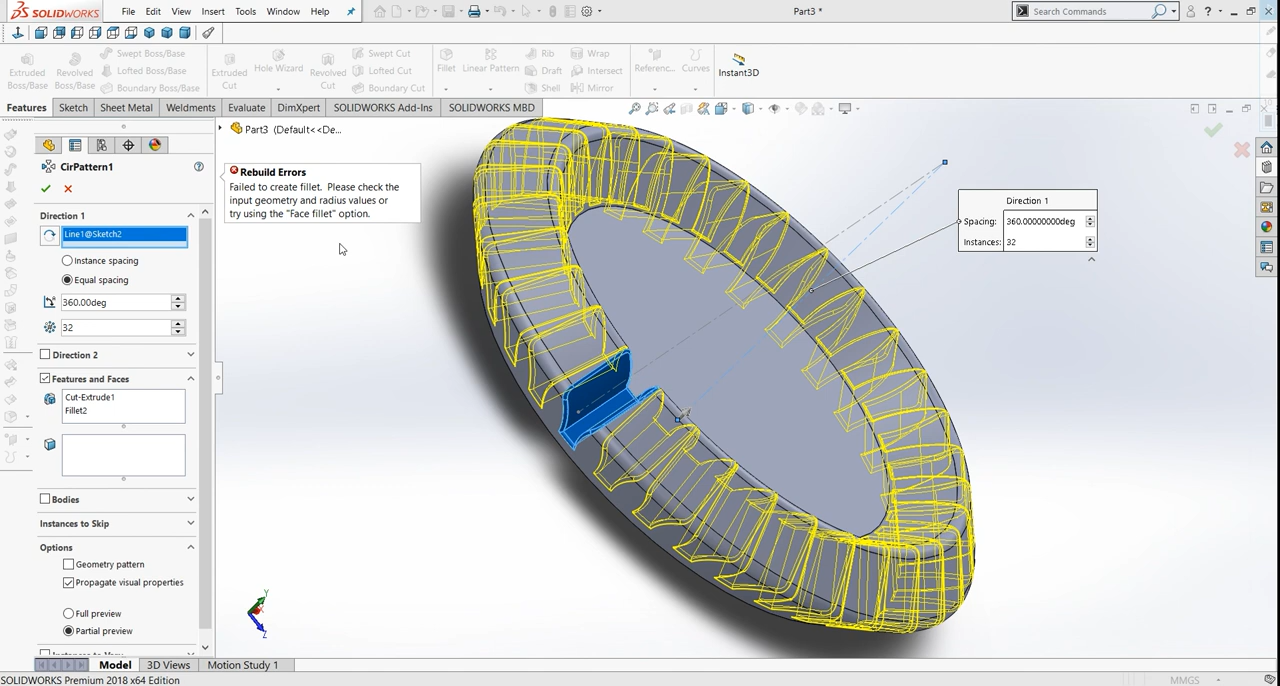 SOLIDWORKS File Edit View Insert Tools Window Help Part3 * Search Commands
Extruded Boss/Base
Revolved Boss/Base
Swept Boss/Base
Lofted Boss/Base
Boundary Boss/Base
Extruded Cut
Hole Wizard
Revolved Cut
Swept Cut
Lofted Cut
Boundary Cut
Fillet
Linear Pattern
Rib
Draft
Shell
Wrap
Intersect
Mirror
Referenc...
Curves
Instant3D
Features Sketch Sheet Metal Weldments Evaluate DimXpert SOLIDWORKS Add-Ins SOLIDWORKS MBD
Part3 (Default<<De...
CirPattern1
Rebuild Errors
Failed to create fillet. Please check the
input geometry and radius values or
try using the "Face fillet" option.
Direction 1
Line1@Sketch2
Instance spacing
Equal spacing
360.00deg
32
Direction 2
Features and Faces
Cut-Extrude1
Fillet2
Bodies
Instances to Skip
Options
Geometry pattern
Propagate visual properties
Full preview
Partial preview
Direction 1
Spacing: 360.00000000deg
Instances: 32
Y
Z
Model 3D Views Motion Study 1
SOLIDWORKS Premium 2018 x64 Edition
MMGS